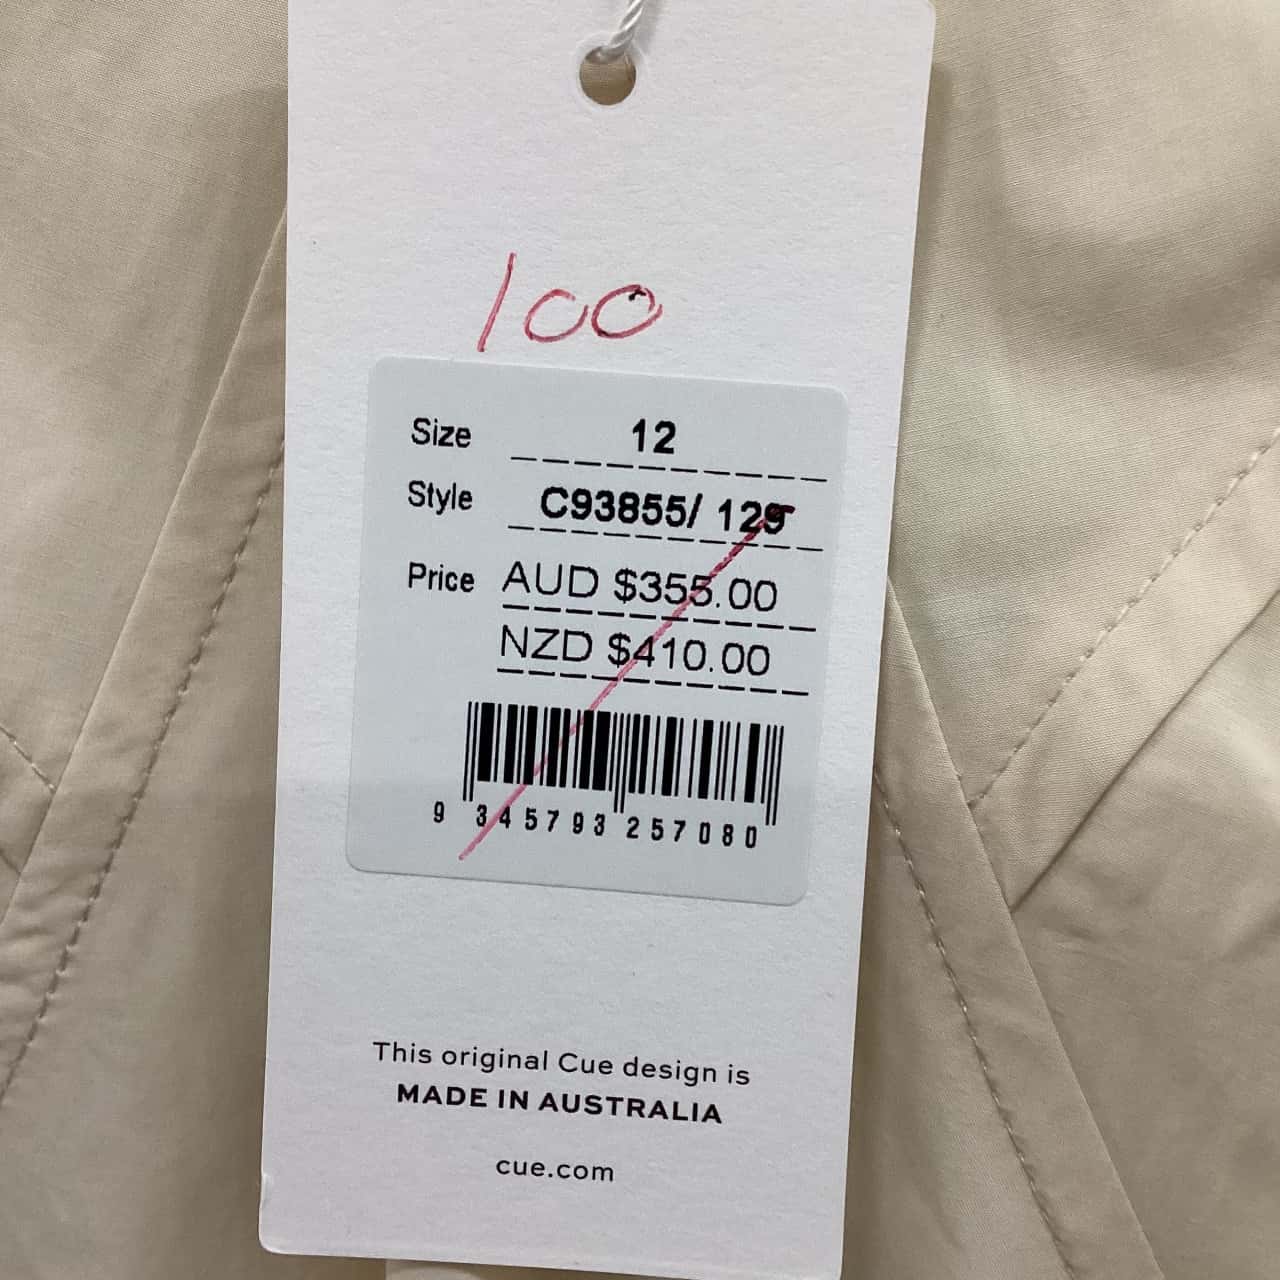 100
Size 12
Style C93855/ 129
Price AUD $355.00
NZD $410.00
9 345793 257080
This original Cue design is
MADE IN AUSTRALIA
cue.com